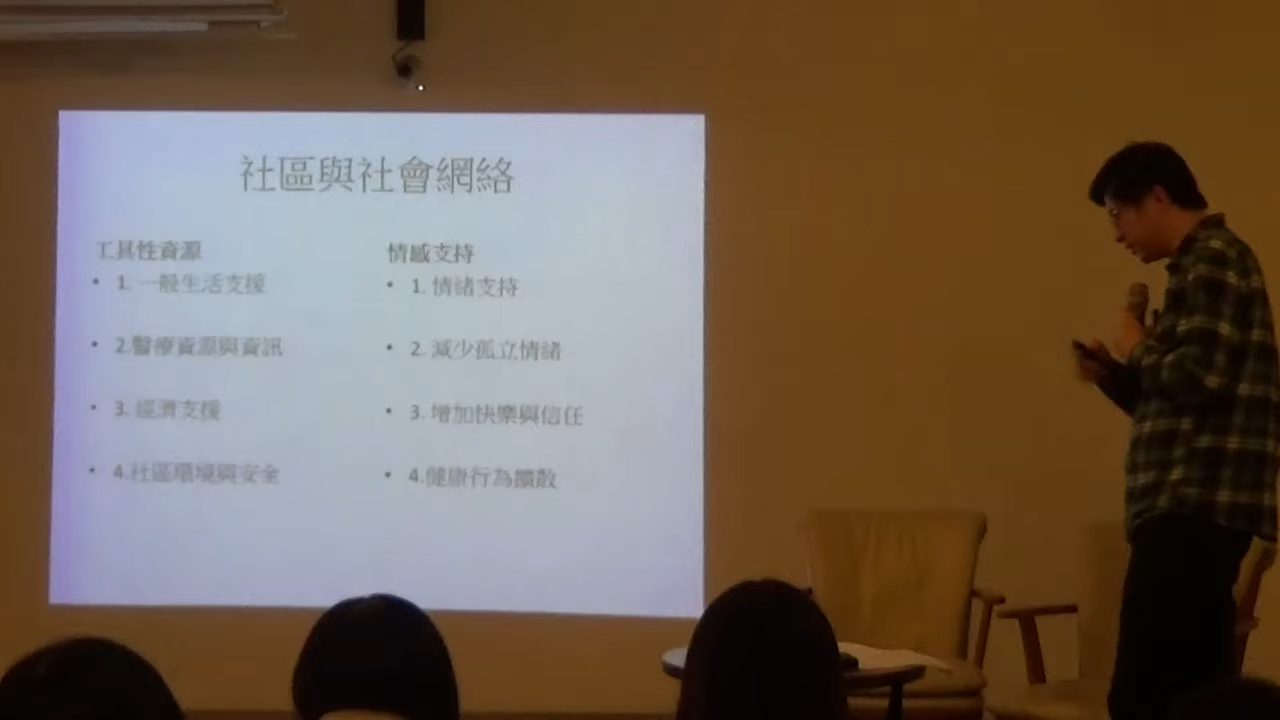 社區與社會網絡
工具性資源
• 1. 一般生活支援
• 2.醫療資源與資訊
• 3. 經濟支援
• 4.社區環境與安全
情感支持
• 1. 情緒支持
• 2. 減少孤立情緒
• 3. 增加快樂與信任
• 4.健康行為擴散